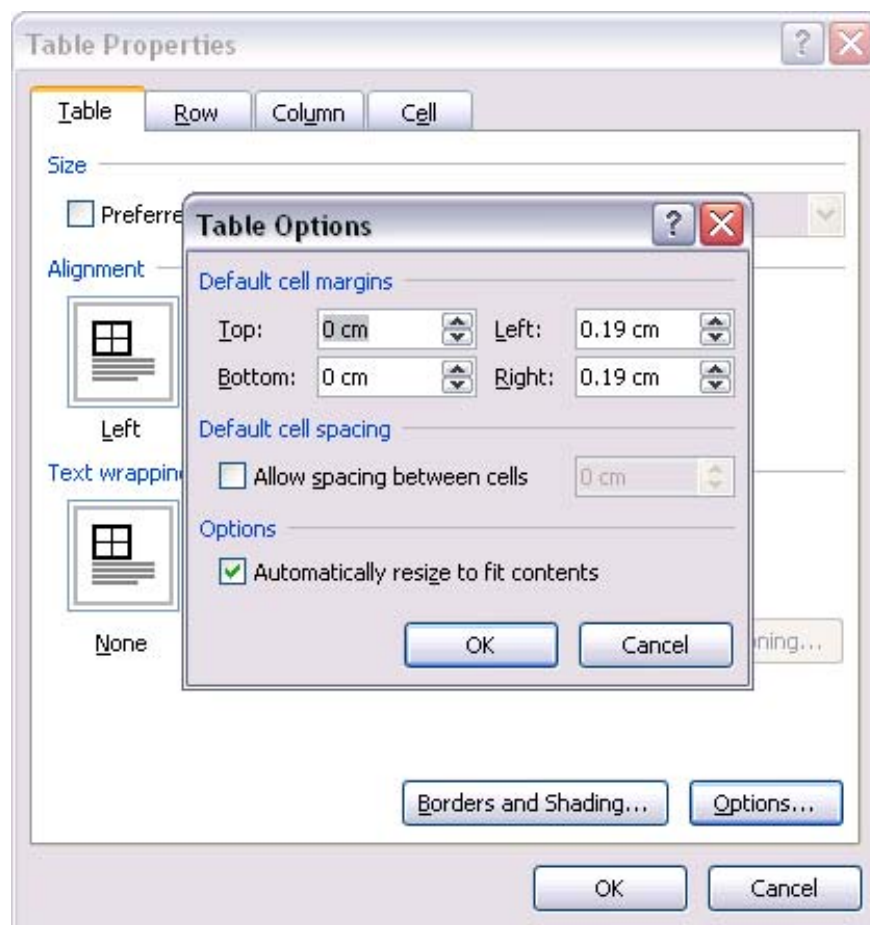 Table Properties
Table Row Column Cell
Size
Preferre
Table Options
Alignment
Default cell margins
Top: 0 cm Left: 0.19 cm
Bottom: 0 cm Right: 0.19 cm
Left
Default cell spacing
Text wrappin
Allow spacing between cells 0 cm
Options
Automatically resize to fit contents
None
OK Cancel ning...
Borders and Shading... Options...
OK Cancel